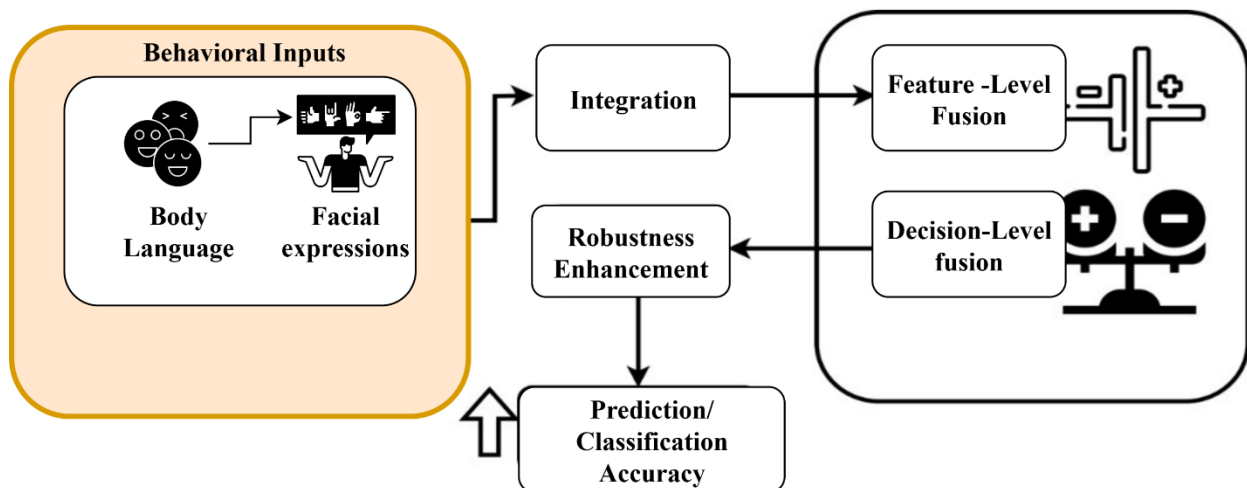 Behavioral Inputs
Body
Language
Facial
expressions
Integration
Feature -Level
Fusion
Decision-Level
fusion
Robustness
Enhancement
Prediction/
Classification
Accuracy